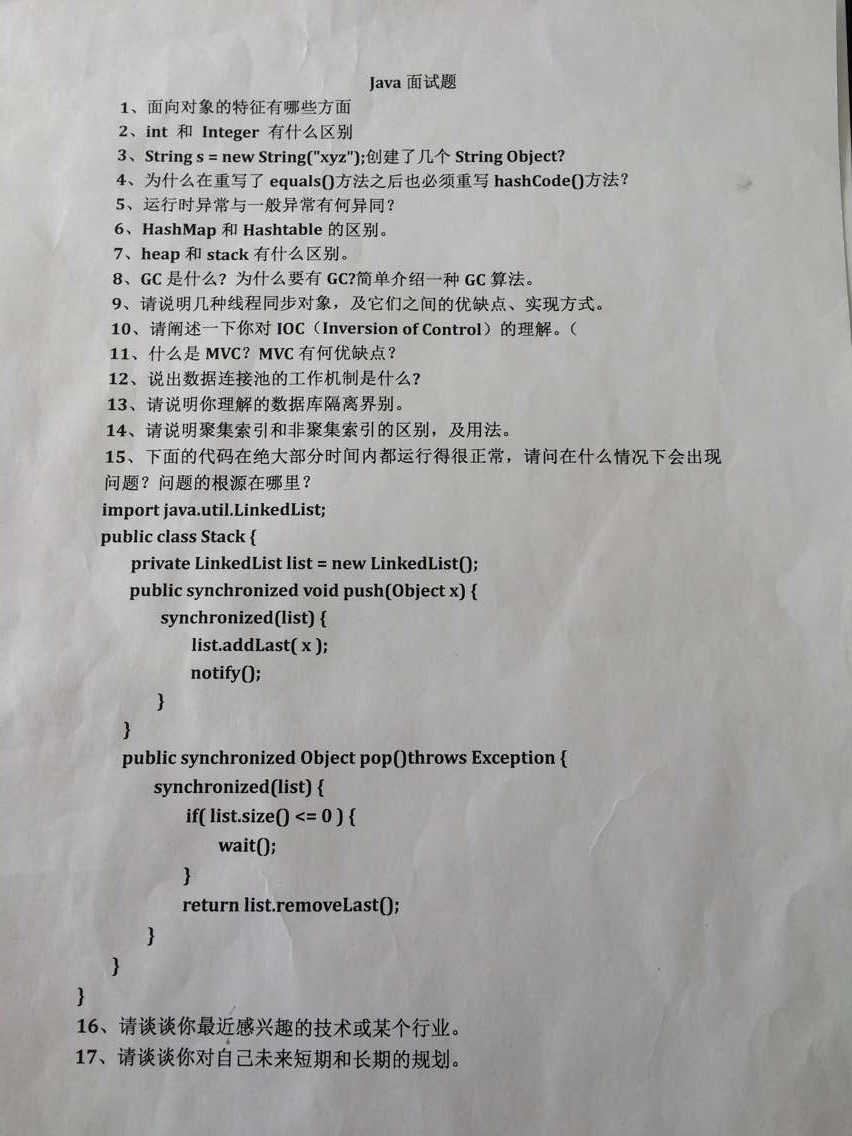 Java 面试题
1、面向对象的特征有哪些方面
2、int 和 Integer 有什么区别
3、String s = new String("xyz");创建了几个 String Object?
4、为什么在重写了 equals()方法之后也必须重写 hashCode()方法？
5、运行时异常与一般异常有何异同？
6、HashMap 和 Hashtable 的区别。
7、heap 和 stack 有什么区别。
8、GC 是什么？为什么要有 GC?简单介绍一种 GC 算法。
9、请说明几种线程同步对象，及它们之间的优缺点、实现方式。
10、请阐述一下你对 IOC（Inversion of Control）的理解。（
11、什么是 MVC？MVC 有何优缺点？
12、说出数据连接池的工作机制是什么?
13、请说明你理解的数据库隔离界别。
14、请说明聚集索引和非聚集索引的区别，及用法。
15、下面的代码在绝大部分时间内都运行得很正常，请问在什么情况下会出现
问题？问题的根源在哪里？
import java.util.LinkedList;
public class Stack {
private LinkedList list = new LinkedList();
public synchronized void push(Object x) {
synchronized(list) {
list.addLast( x );
notify();
}
}
public synchronized Object pop()throws Exception {
synchronized(list) {
if( list.size() <= 0 ) {
wait();
}
return list.removeLast();
}
}
}
16、请谈谈你最近感兴趣的技术或某个行业。
17、请谈谈你对自己未来短期和长期的规划。